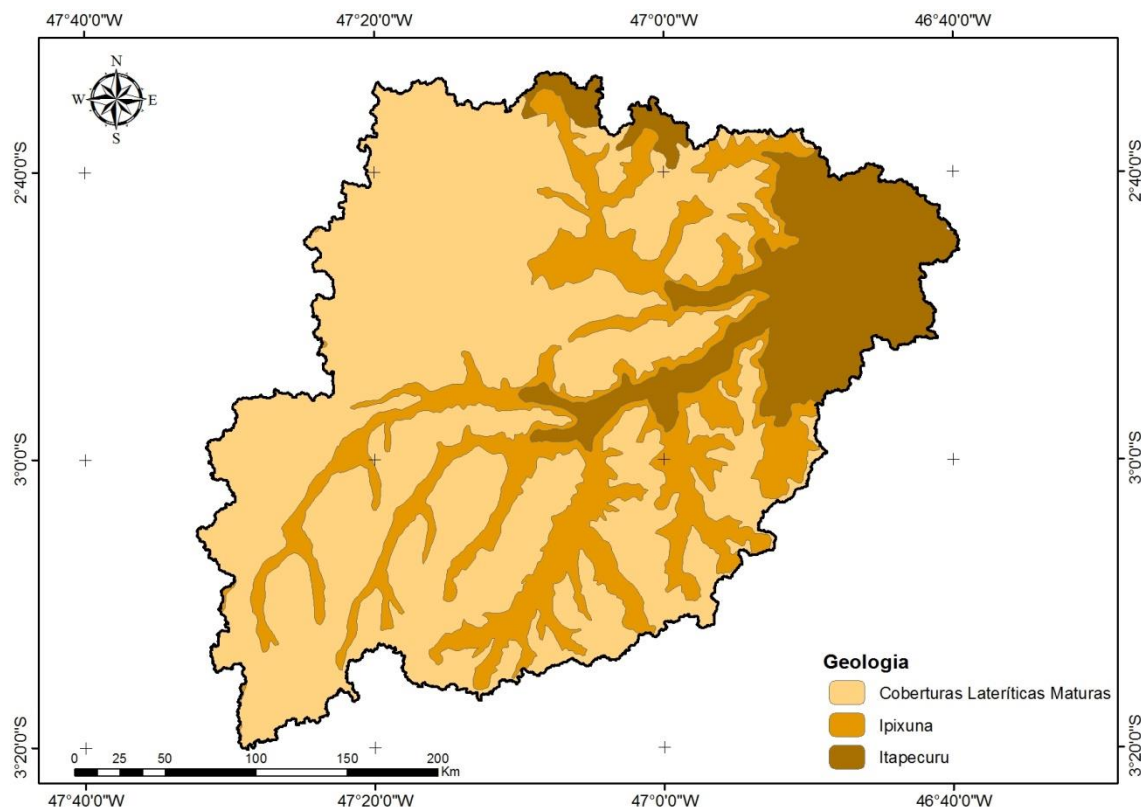 47°40'0"W 47°20'0"W 47°0'0"W 46°40'0"W
N
W E
S
2°40'0"S 2°40'0"S
3°0'0"S 3°0'0"S
Geologia
Coberturas Lateríticas Maturas
Ipixuna
Itapecuru
3°20'0"S 3°20'0"S
0 25 50 100 150 200
Km
47°40'0"W 47°20'0"W 47°0'0"W 46°40'0"W